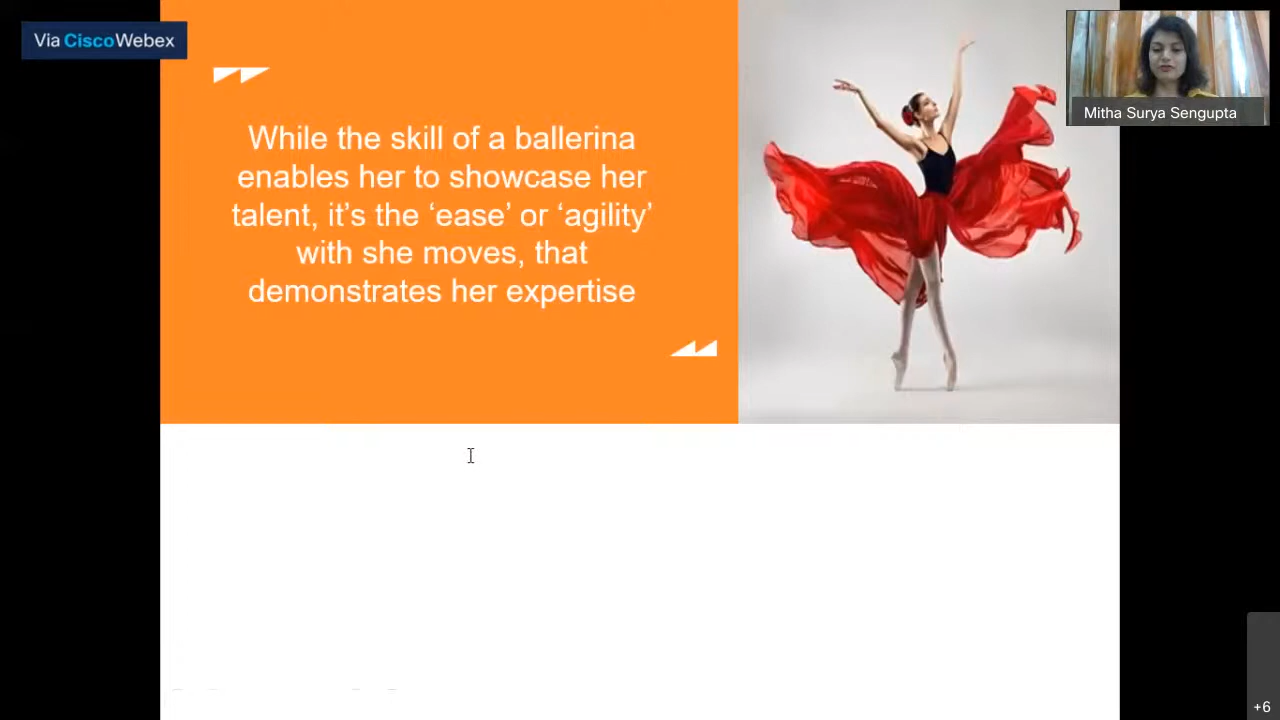 Via CiscoWebex
While the skill of a ballerina
enables her to showcase her
talent, it's the ‘ease’ or ‘agility’
with she moves, that
demonstrates her expertise
Mitha Surya Sengupta
+6